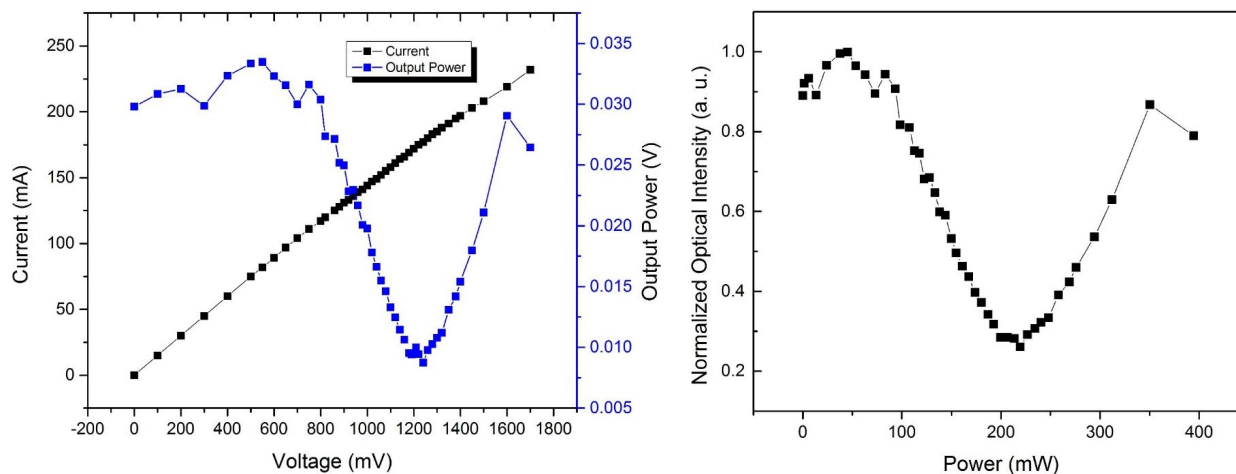 250
200
150
100
50
0
Current (mA)
-200 0 200 400 600 800 1000 1200 1400 1600 1800
Voltage (mV)
Current
Output Power
0.035
0.030
0.025
0.020
0.015
0.010
0.005
Output Power (V)
1.0
0.8
0.6
0.4
0.2
Normalized Optical Intensity (a. u.)
0 100 200 300 400
Power (mW)